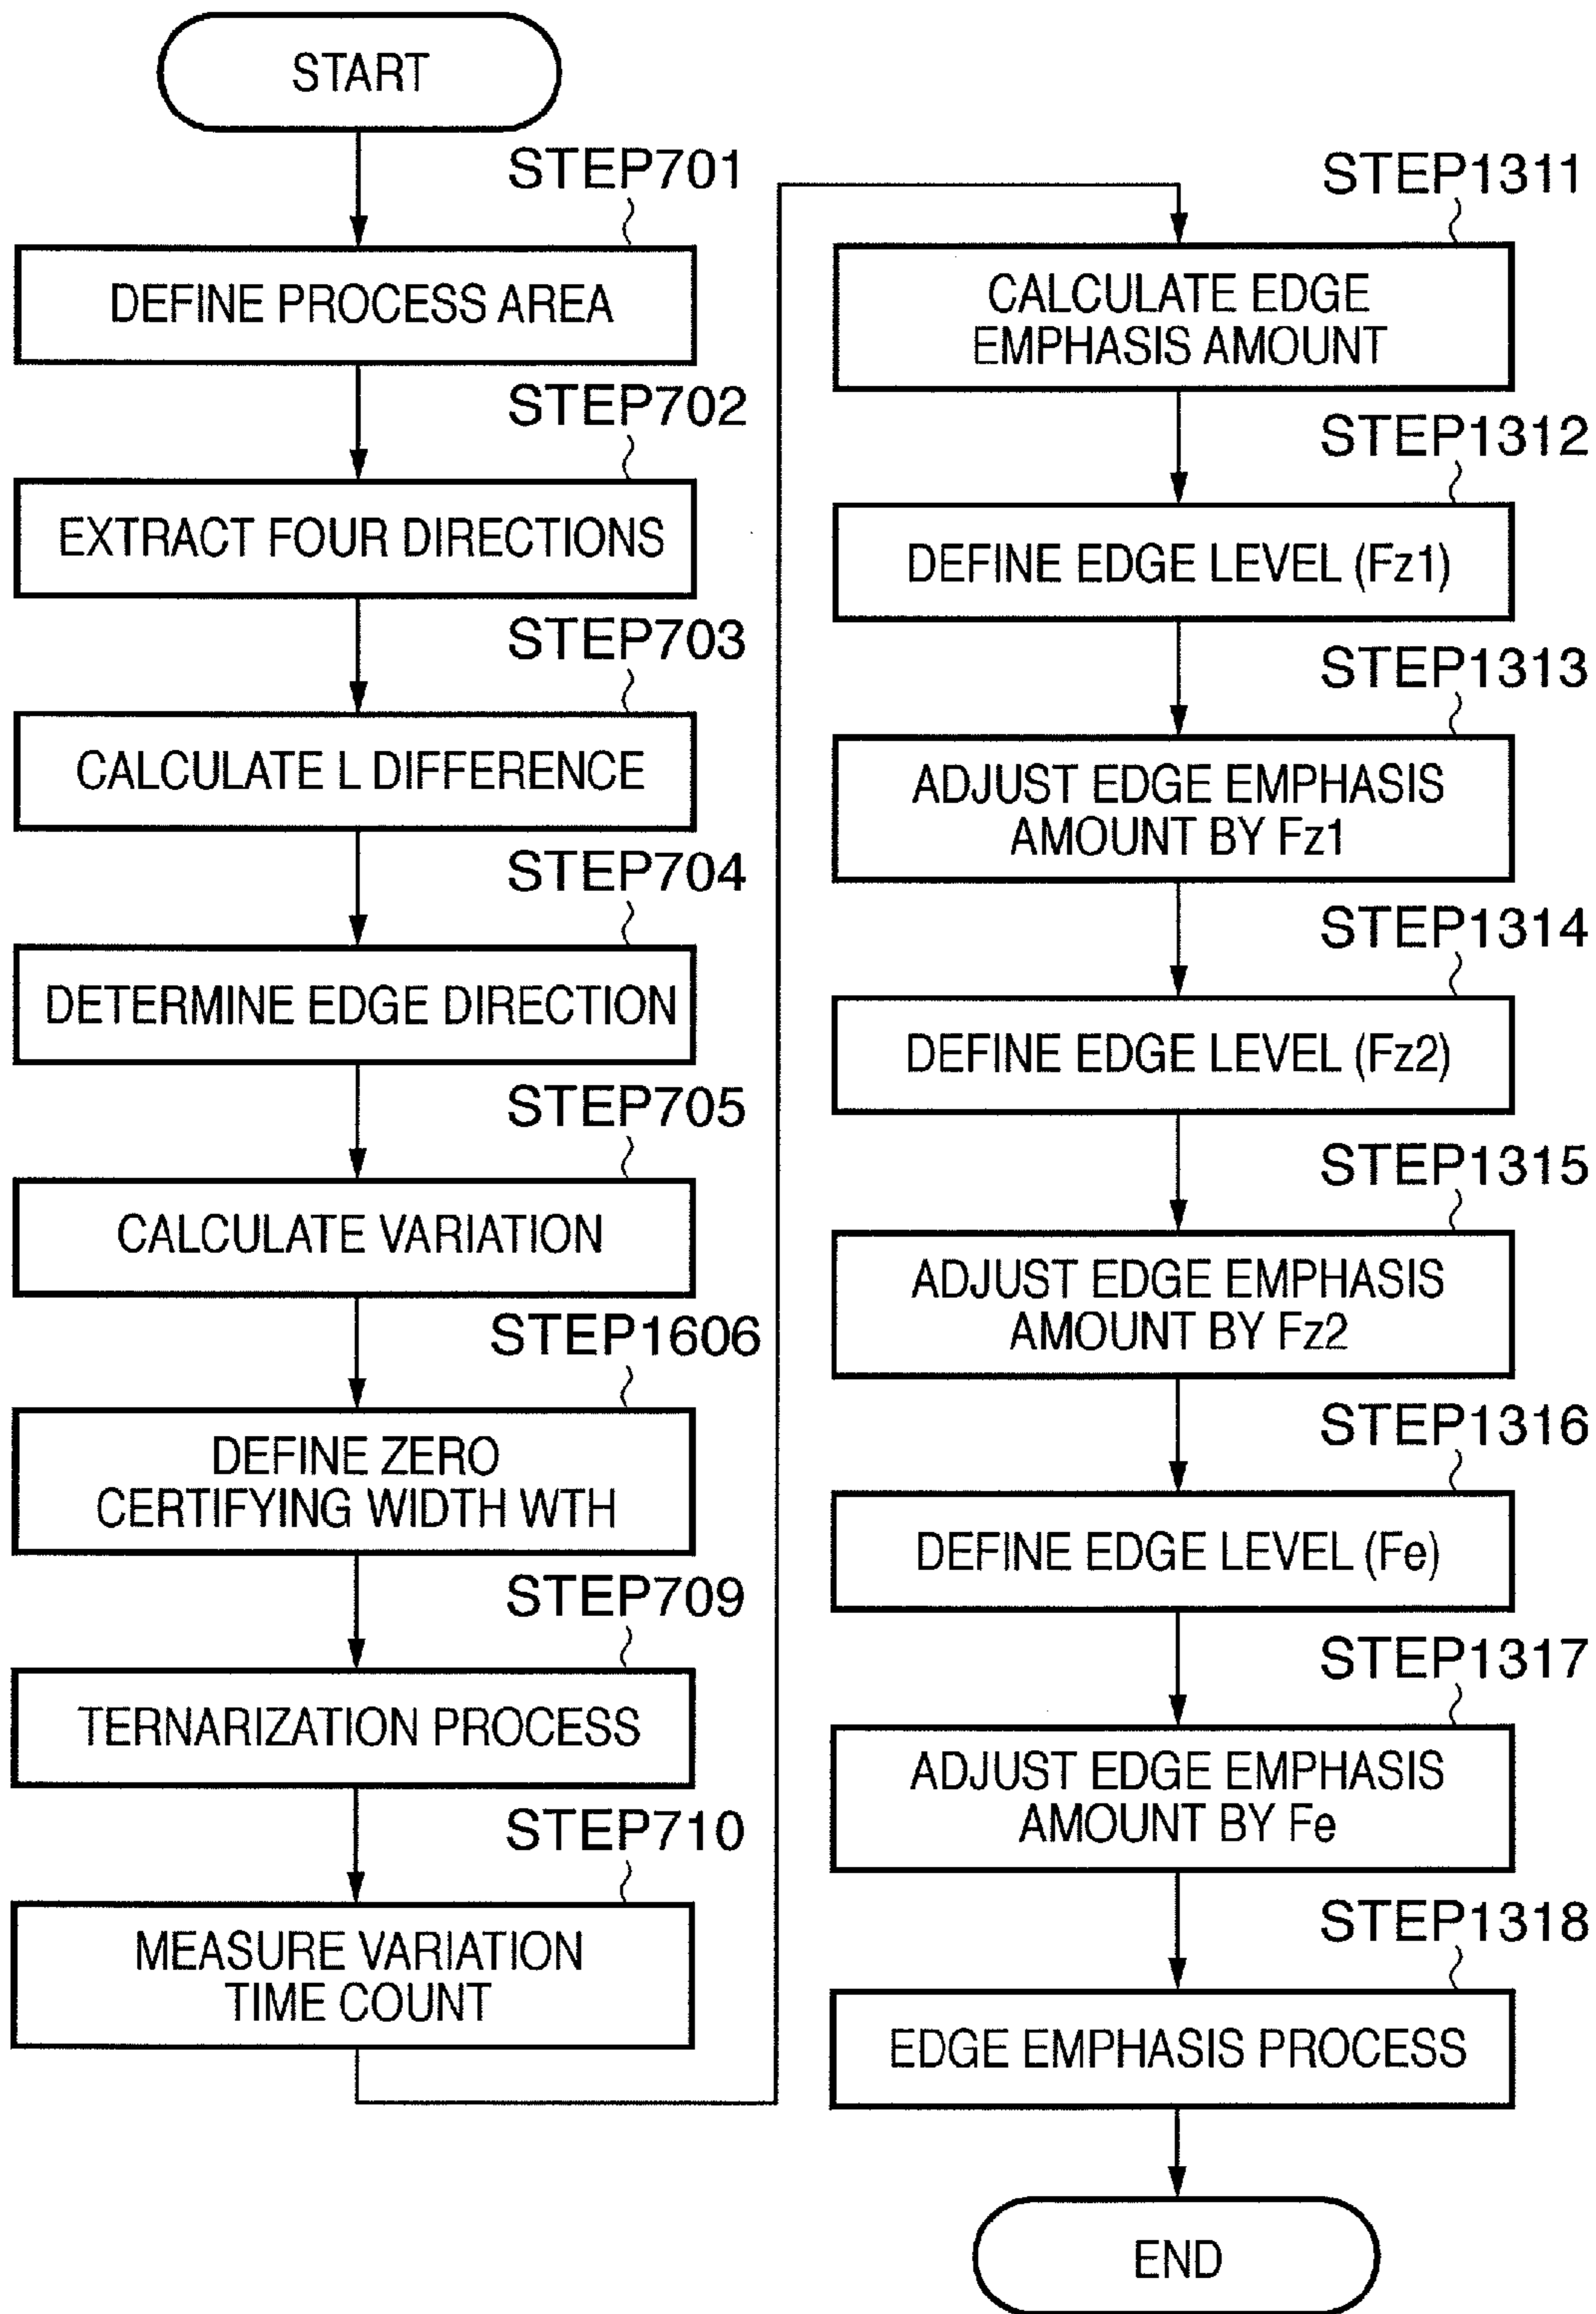 START
STEP701
DEFINE PROCESS AREA
STEP702
EXTRACT FOUR DIRECTIONS
STEP703
CALCULATE L DIFFERENCE
STEP704
DETERMINE EDGE DIRECTION
STEP705
CALCULATE VARIATION
STEP1606
DEFINE ZERO
CERTIFYING WIDTH WTH
STEP709
TERNARIZATION PROCESS
STEP710
MEASURE VARIATION
TIME COUNT
STEP1311
CALCULATE EDGE
EMPHASIS AMOUNT
STEP1312
DEFINE EDGE LEVEL (Fz1)
STEP1313
ADJUST EDGE EMPHASIS
AMOUNT BY Fz1
STEP1314
DEFINE EDGE LEVEL (Fz2)
STEP1315
ADJUST EDGE EMPHASIS
AMOUNT BY Fz2
STEP1316
DEFINE EDGE LEVEL (Fe)
STEP1317
ADJUST EDGE EMPHASIS
AMOUNT BY Fe
STEP1318
EDGE EMPHASIS PROCESS
END